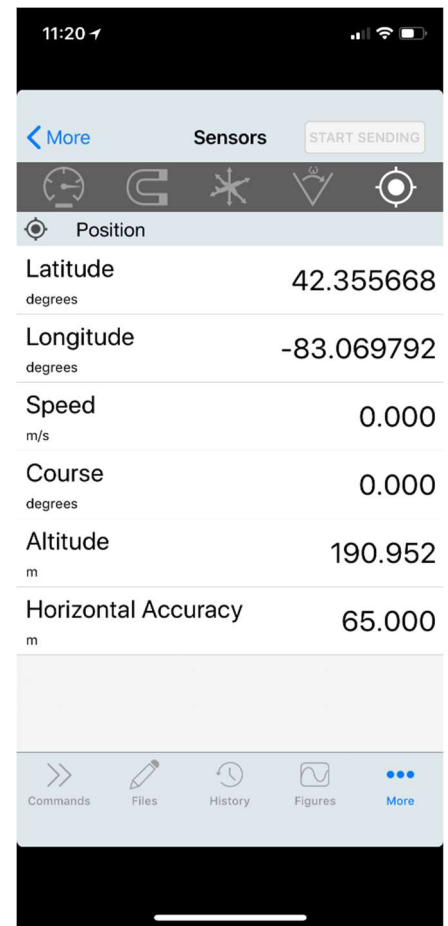 11:20
More Sensors START SENDING
ω
Position
Latitude
degrees
42.355668
Longitude
degrees
-83.069792
Speed
m/s
0.000
Course
degrees
0.000
Altitude
m
190.952
Horizontal Accuracy
m
65.000
Commands Files History Figures More